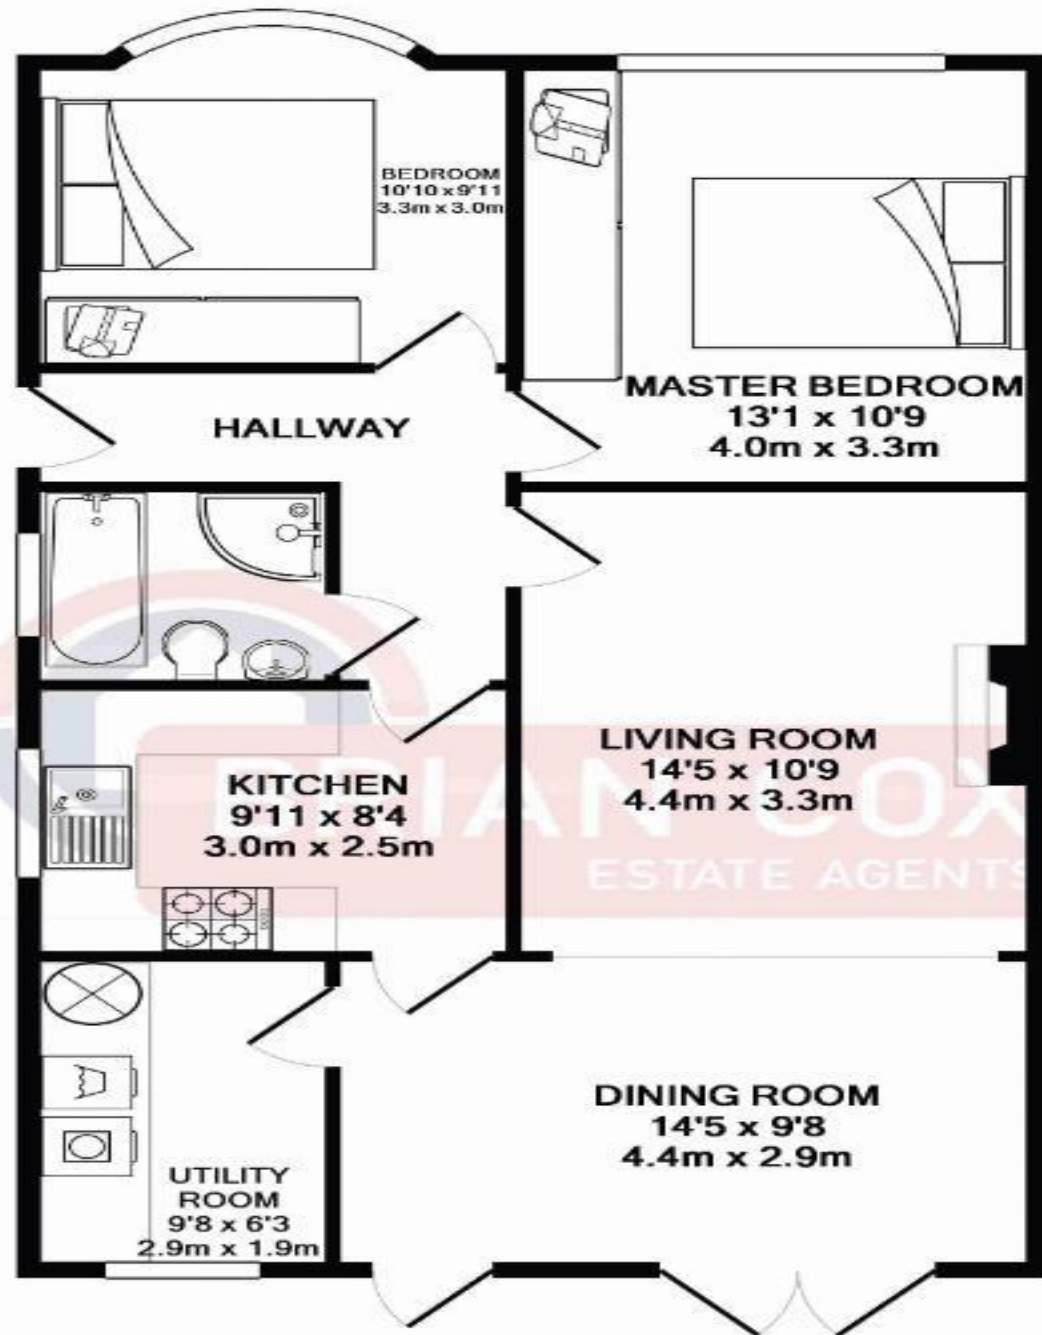 BEDROOM
10'10 x 9'11
3.3m x 3.0m
MASTER BEDROOM
13'1 x 10'9
4.0m x 3.3m
HALLWAY
LIVING ROOM
14'5 x 10'9
4.4m x 3.3m
KITCHEN
9'11 x 8'4
3.0m x 2.5m
BRIAN COX
ESTATE AGENTS
DINING ROOM
14'5 x 9'8
4.4m x 2.9m
UTILITY
ROOM
9'8 x 6'3
2.9m x 1.9m